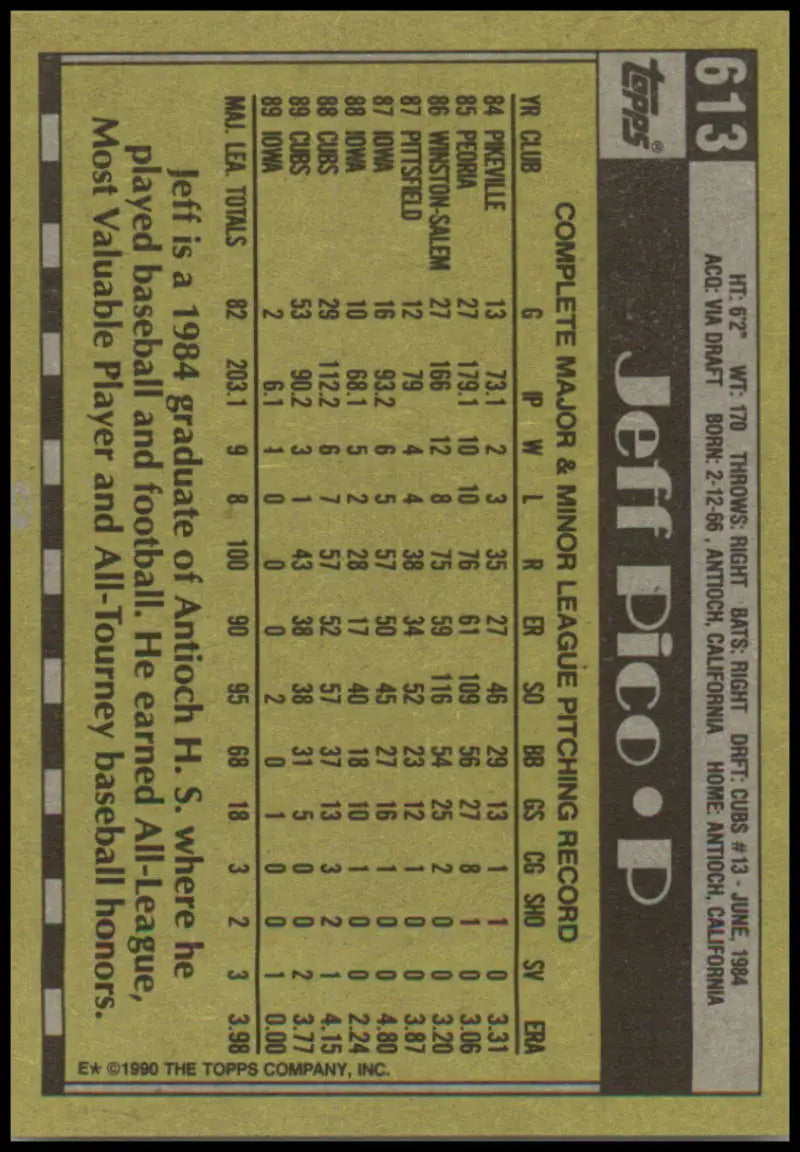 613
HT: 6'2" WT: 170 THROWS: RIGHT BATS: RIGHT DRFT: CUBS #13 - JUNE, 1984
ACQ: VIA DRAFT BORN: 2-12-66 , ANTIOCH, CALIFORNIA HOME: ANTIOCH, CALIFORNIA
topps®
Jeff Pico • P
COMPLETE MAJOR & MINOR LEAGUE PITCHING RECORD
YR CLUB G IP W L R ER SO BB GS CG SHO SV ERA
84 PIKEVILLE 13 73.1 2 3 35 27 46 29 13 1 1 0 3.31
85 PEORIA 27 179.1 10 10 76 61 109 56 27 8 1 0 3.06
86 WINSTON-SALEM 27 166 12 8 75 59 116 54 25 2 0 0 3.20
87 PITTSFIELD 12 79 4 4 38 34 52 23 12 1 0 0 3.87
87 IOWA 16 93.2 6 5 57 50 45 27 16 1 0 0 4.80
88 IOWA 10 68.1 5 2 28 17 40 18 10 1 0 0 2.24
88 CUBS 29 112.2 6 7 57 52 57 37 13 3 2 1 4.15
89 CUBS 53 90.2 3 1 43 38 38 31 5 0 0 2 3.77
89 IOWA 2 6.1 1 0 0 0 2 0 1 0 0 1 0.00
MAJ. LEA. TOTALS 82 203.1 9 8 100 90 95 68 18 3 2 3 3.98
Jeff is a 1984 graduate of Antioch H. S. where he
played baseball and football. He earned All-League,
Most Valuable Player and All-Tourney baseball honors.
E* ©1990 THE TOPPS COMPANY, INC.